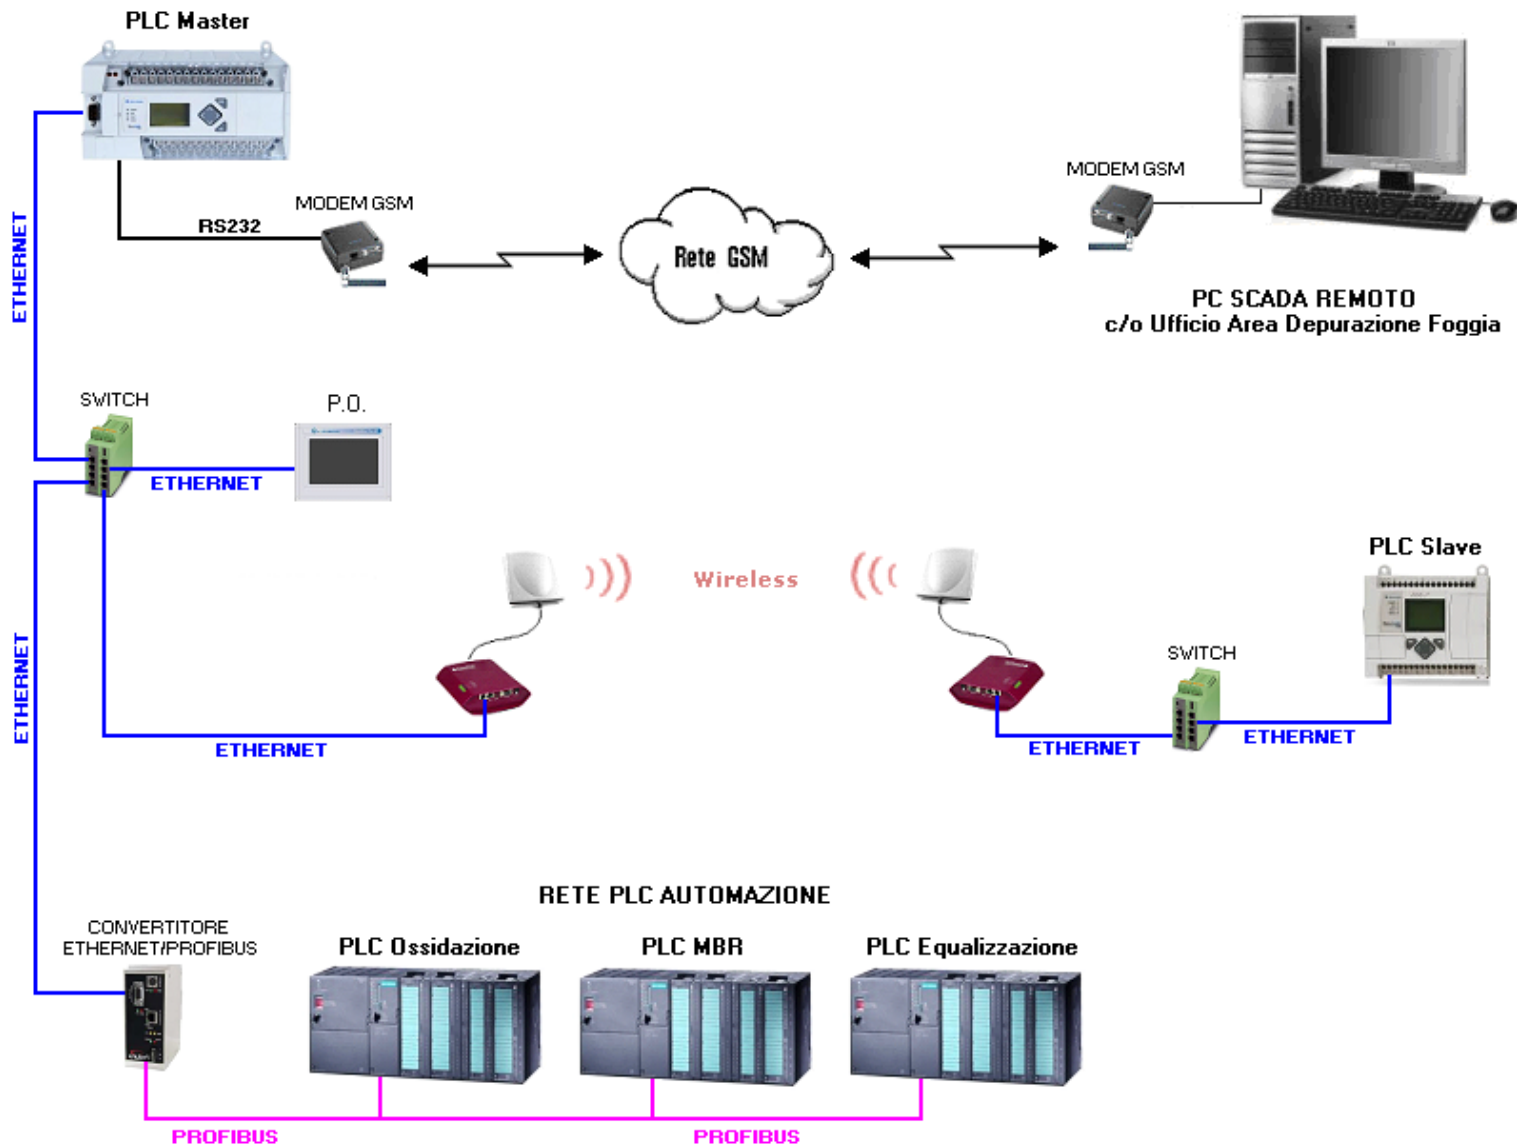 PLC Master
MODEM GSM
RS232
ETHERNET
Rete GSM
MODEM GSM
PC SCADA REMOTO
c/o Ufficio Area Depurazione Foggia
SWITCH
P.O.
ETHERNET
Wireless
PLC Slave
SWITCH
ETHERNET
ETHERNET
ETHERNET
ETHERNET
RETE PLC AUTOMAZIONE
CONVERTITORE
ETHERNET/PROFIBUS
PLC Ossidazione
PLC MBR
PLC Equalizzazione
PROFIBUS
PROFIBUS